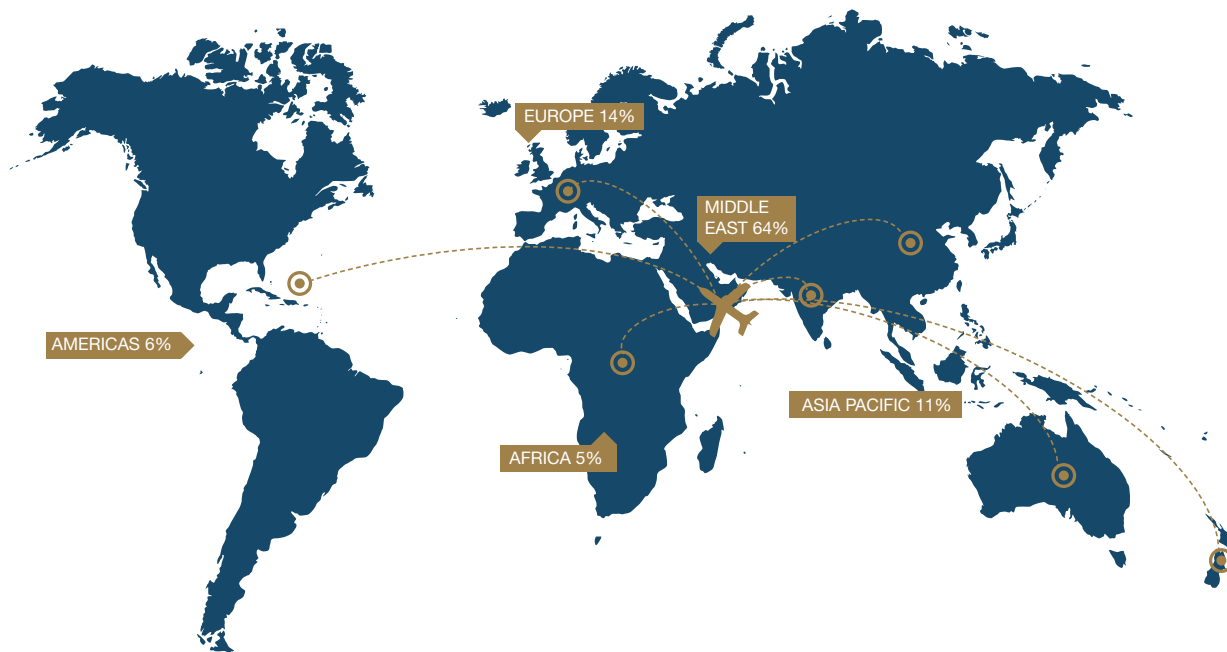 EUROPE 14%
MIDDLE
EAST 64%
AMERICAS 6%
ASIA PACIFIC 11%
AFRICA 5%